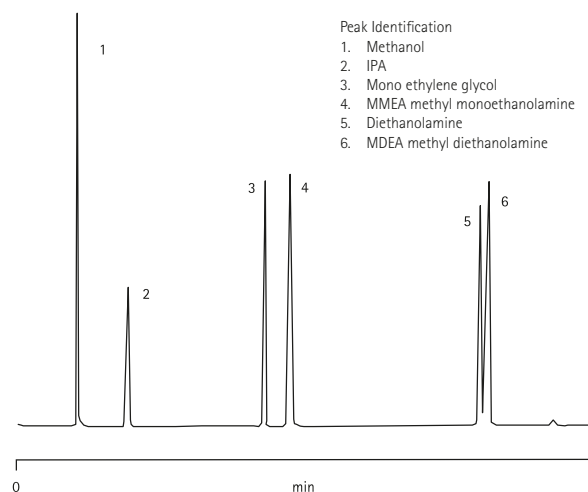 Peak Identification
1. Methanol
2. IPA
3. Mono ethylene glycol
4. MMEA methyl monoethanolamine
5. Diethanolamine
6. MDEA methyl diethanolamine
1
2
3
4
5
6
0
min